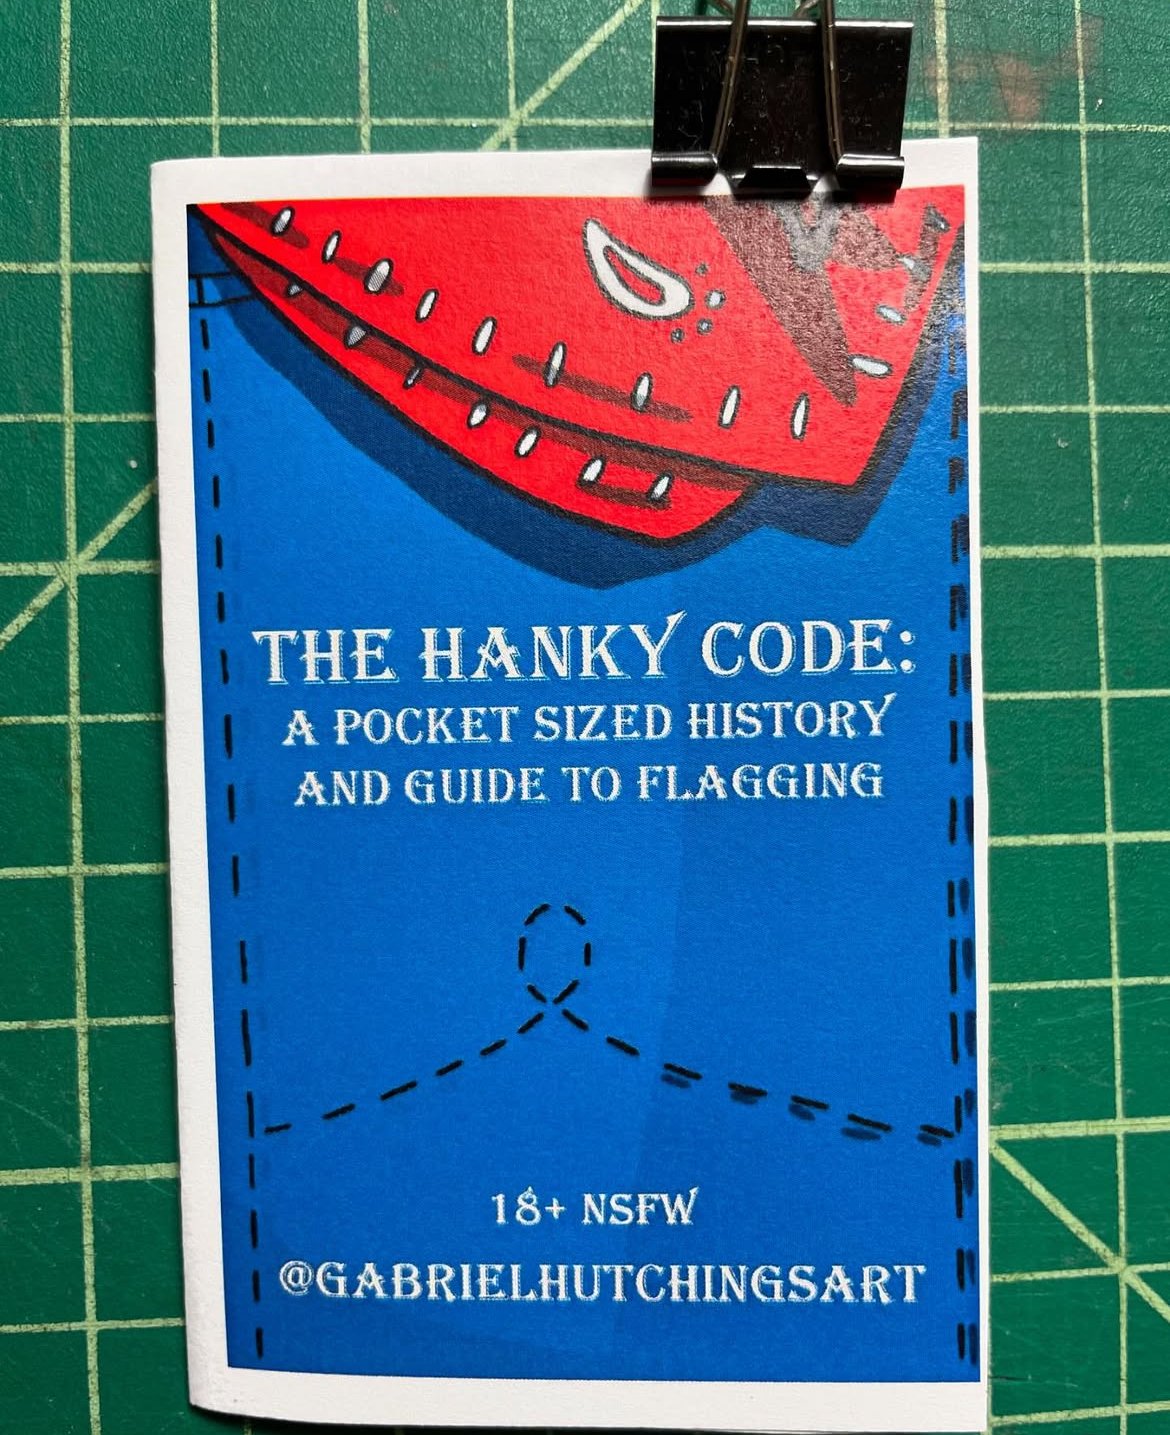 THE HANKY CODE:
A POCKET SIZED HISTORY
AND GUIDE TO FLAGGING
18+ NSFW
@GABRIELHUTCHINGSART